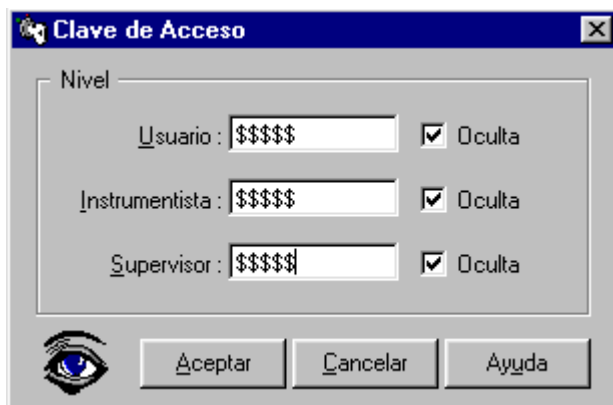 Clave de Acceso
Nivel
Usuario : $$$$$ Oculta
Instrumentista : $$$$$ Oculta
Supervisor : $$$$$ Oculta
Aceptar Cancelar Ayuda